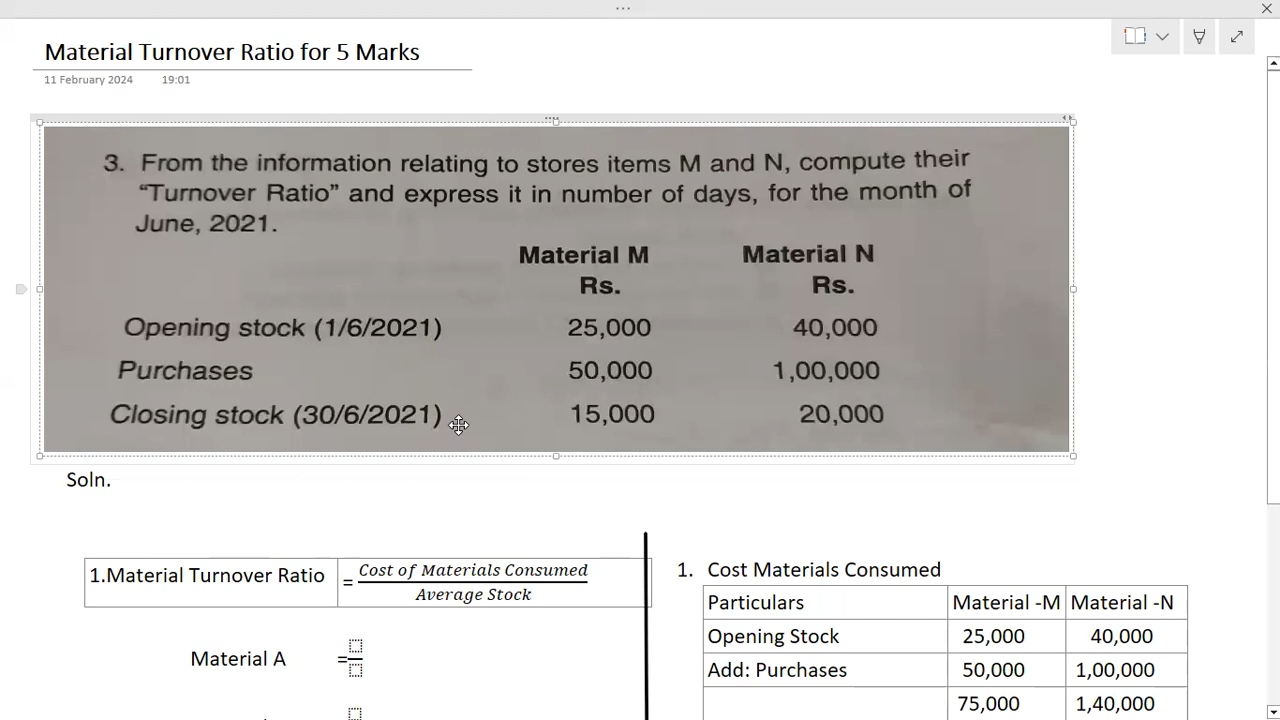 Material Turnover Ratio for 5 Marks
11 February 2024 19:01
3. From the information relating to stores items M and N, compute their
“Turnover Ratio” and express it in number of days, for the month of
June, 2021.
Material M Material N
Rs. Rs.
Opening stock (1/6/2021) 25,000 40,000
Purchases 50,000 1,00,000
Closing stock (30/6/2021) 15,000 20,000
Soln.
1.Material Turnover Ratio = Cost of Materials Consumed
Average Stock
Material A =
1. Cost Materials Consumed
Particulars Material -M Material -N
Opening Stock 25,000 40,000
Add: Purchases 50,000 1,00,000
75,000 1,40,000